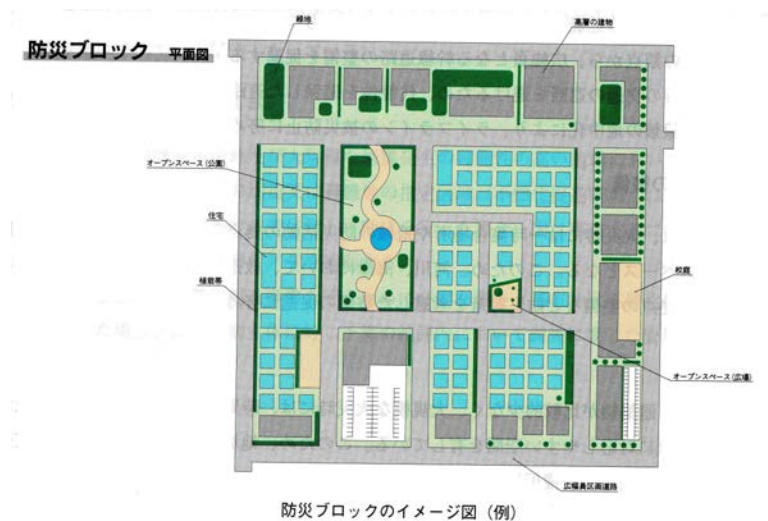 緑地
高層の建物
防災ブロック 平面図
オープンスペース(公園)
住宅
植栽帯
校庭
オープンスペース(広場)
広幅員区画道路
防災ブロックのイメージ図(例)